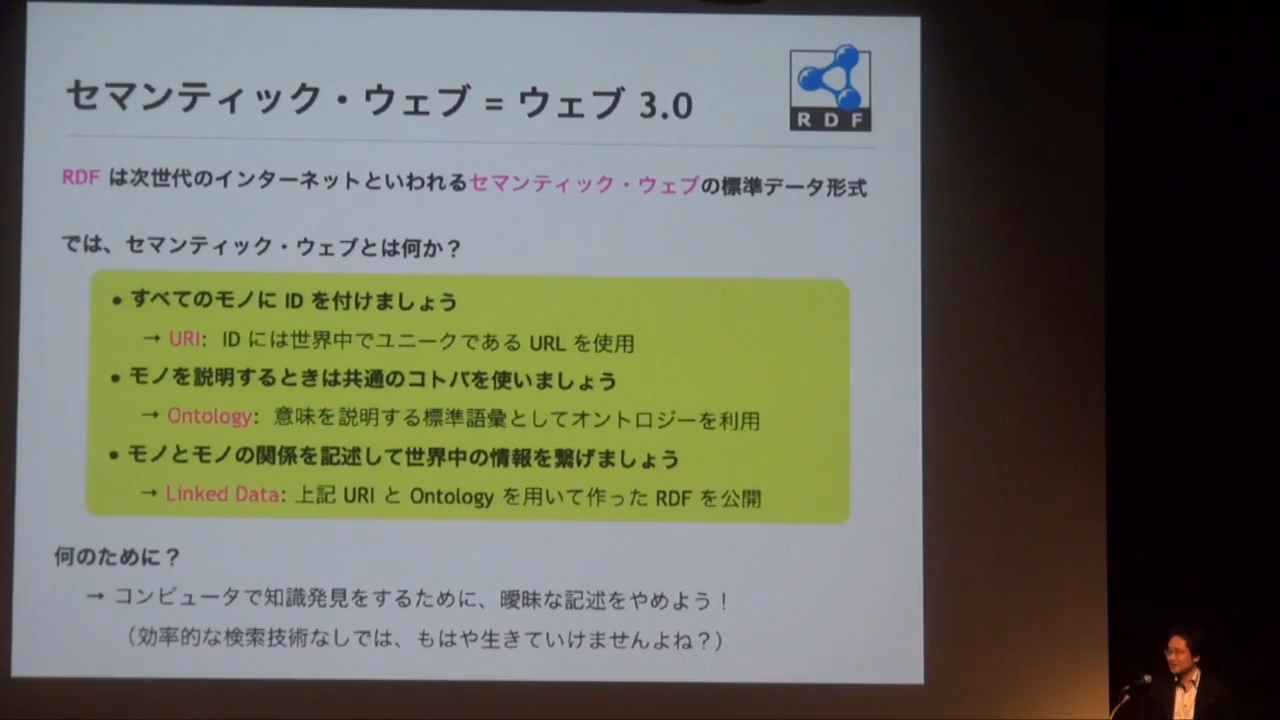 セマンティック・ウェブ = ウェブ 3.0
RDF
RDF は次世代のインターネットといわれるセマンティック・ウェブの標準データ形式
では、セマンティック・ウェブとは何か？
• すべてのモノに ID を付けましょう
→ URI: ID には世界中でユニークである URL を使用
• モノを説明するときは共通のコトバを使いましょう
→ Ontology: 意味を説明する標準語彙としてオントロジーを利用
• モノとモノの関係を記述して世界中の情報を繋げましょう
→ Linked Data: 上記 URI と Ontology を用いて作った RDF を公開
何のために？
→ コンピュータで知識発見をするために、曖昧な記述をやめよう！
（効率的な検索技術なしでは、もはや生きていけませんよね？）